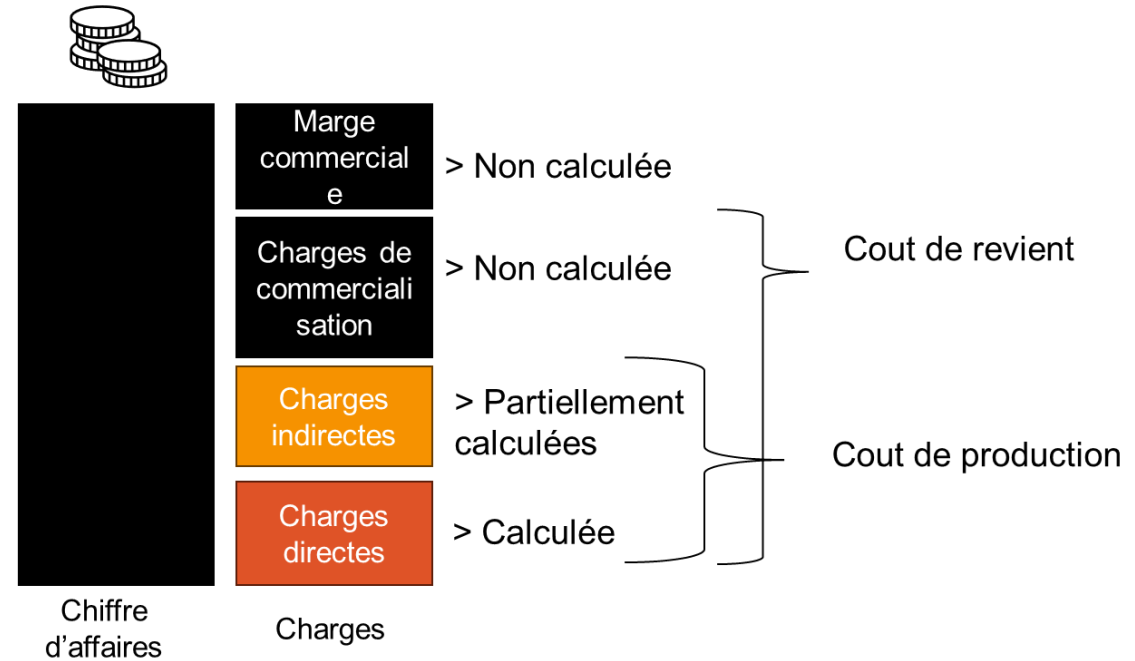 Marge
commercial
e
> Non calculée
Charges de
commerciali
sation
> Non calculée
Cout de revient
Charges
indirectes
> Partiellement
calculées
Cout de production
Charges
directes
> Calculée
Chiffre
d’affaires
Charges